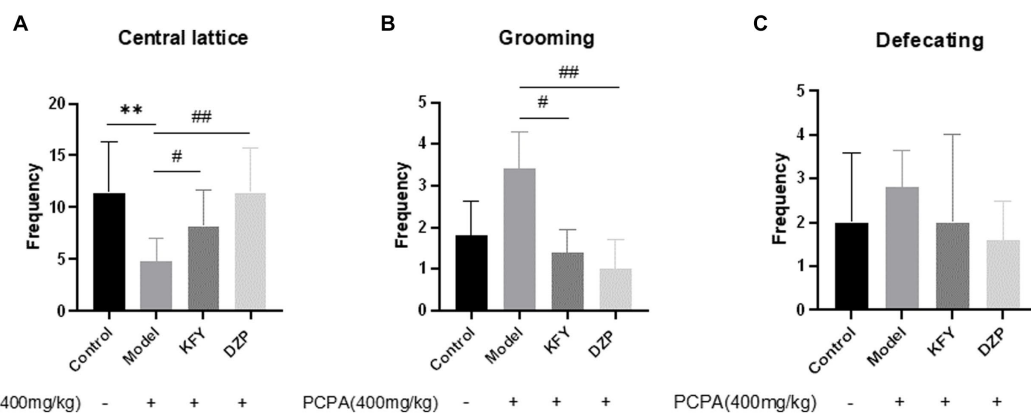 A
Central lattice
**
##
#
Frequency
20
15
10
5
0
Control
Model
KFY
DZP
400mg/kg) - + + +
B
Grooming
##
#
Frequency
5
4
3
2
1
0
Control
Model
KFY
DZP
PCPA(400mg/kg) - + + +
C
Defecating
Frequency
5
4
3
2
1
0
Control
Model
KFY
DZP
PCPA(400mg/kg) - + + +